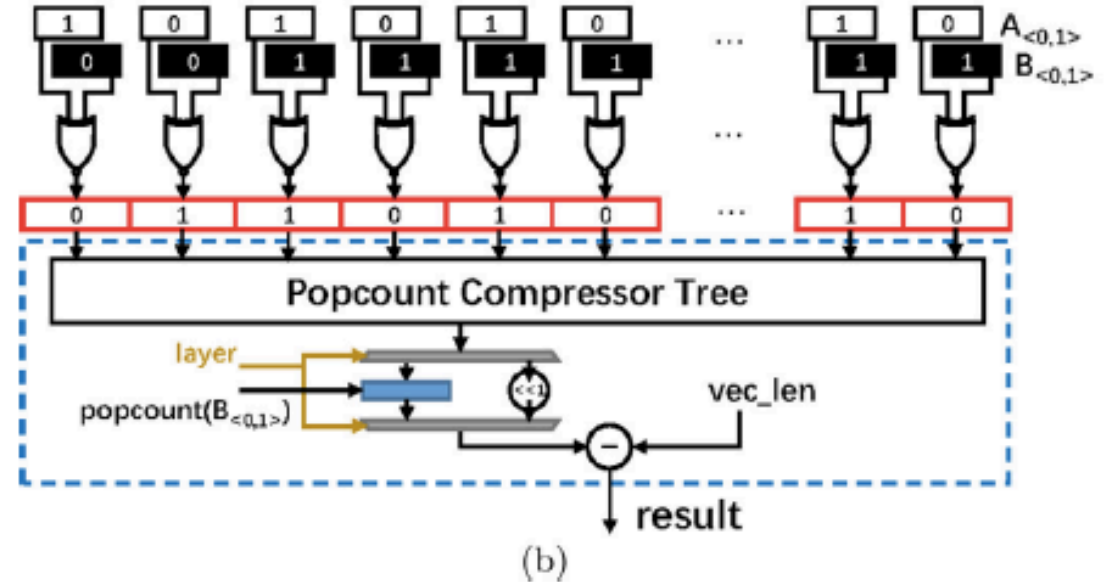 1 0 1 0 1 0 ... 1 0 A<0,1>
0 0 1 1 1 1 1 1 B<0,1>
...
0 1 1 0 1 0 ... 1 0
Popcount Compressor Tree
layer
<<1
vec_len
popcount(B<0,1>)
−
result
(b)